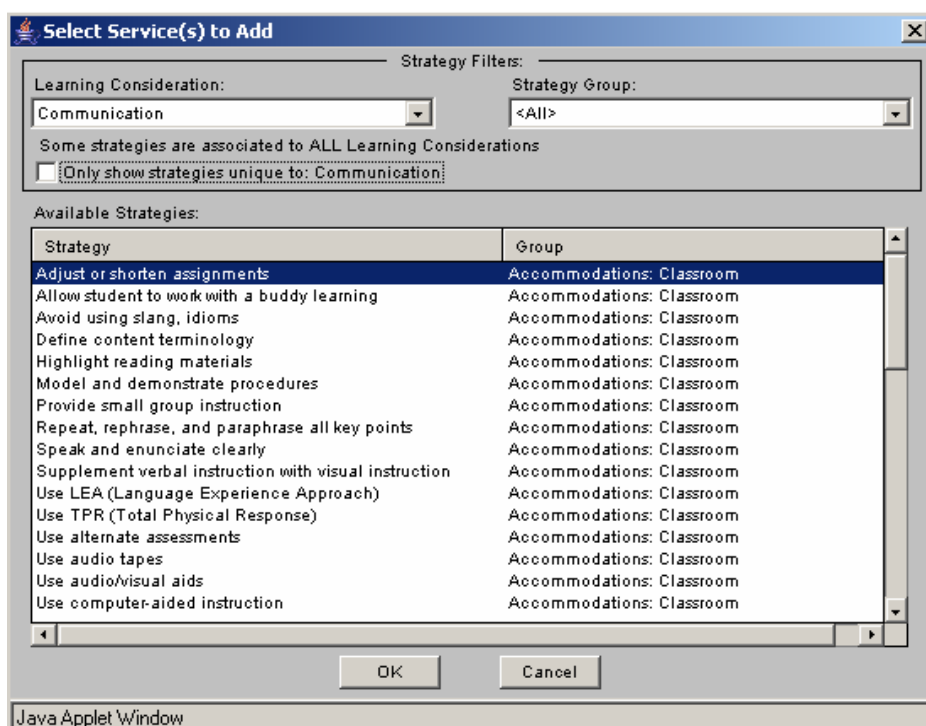 Select Service(s) to Add
Strategy Filters:
Learning Consideration: Strategy Group:
Communication <All>
Some strategies are associated to ALL Learning Considerations
Only show strategies unique to: Communication
Available Strategies:
Strategy Group
Adjust or shorten assignments Accommodations: Classroom
Allow student to work with a buddy learning Accommodations: Classroom
Avoid using slang, idioms Accommodations: Classroom
Define content terminology Accommodations: Classroom
Highlight reading materials Accommodations: Classroom
Model and demonstrate procedures Accommodations: Classroom
Provide small group instruction Accommodations: Classroom
Repeat, rephrase, and paraphrase all key points Accommodations: Classroom
Speak and enunciate clearly Accommodations: Classroom
Supplement verbal instruction with visual instruction Accommodations: Classroom
Use LEA (Language Experience Approach) Accommodations: Classroom
Use TPR (Total Physical Response) Accommodations: Classroom
Use alternate assessments Accommodations: Classroom
Use audio tapes Accommodations: Classroom
Use audio/visual aids Accommodations: Classroom
Use computer-aided instruction Accommodations: Classroom
OK Cancel
Java Applet Window